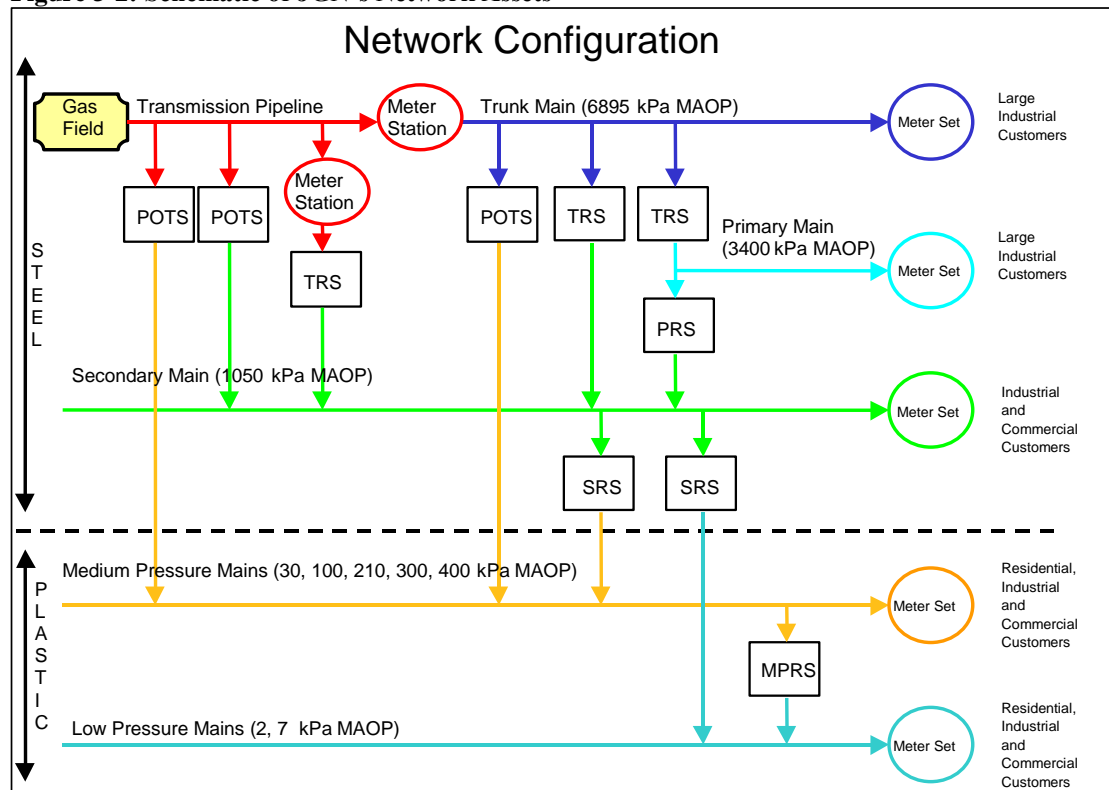 Network Configuration
Gas
Field
Transmission Pipeline
Meter
Station
Trunk Main (6895 kPa MAOP)
Meter Set
Large
Industrial
Customers
Meter
Station
POTS
POTS
POTS
TRS
TRS
TRS
Primary Main
(3400 kPa MAOP)
Meter Set
Large
Industrial
Customers
PRS
STEEL
Secondary Main (1050 kPa MAOP)
Meter Set
Industrial
and
Commercial
Customers
SRS
SRS
PLASTIC
Medium Pressure Mains (30, 100, 210, 300, 400 kPa MAOP)
Meter Set
Residential,
Industrial
and
Commercial
Customers
MPRS
Low Pressure Mains (2, 7 kPa MAOP)
Meter Set
Residential,
Industrial
and
Commercial
Customers